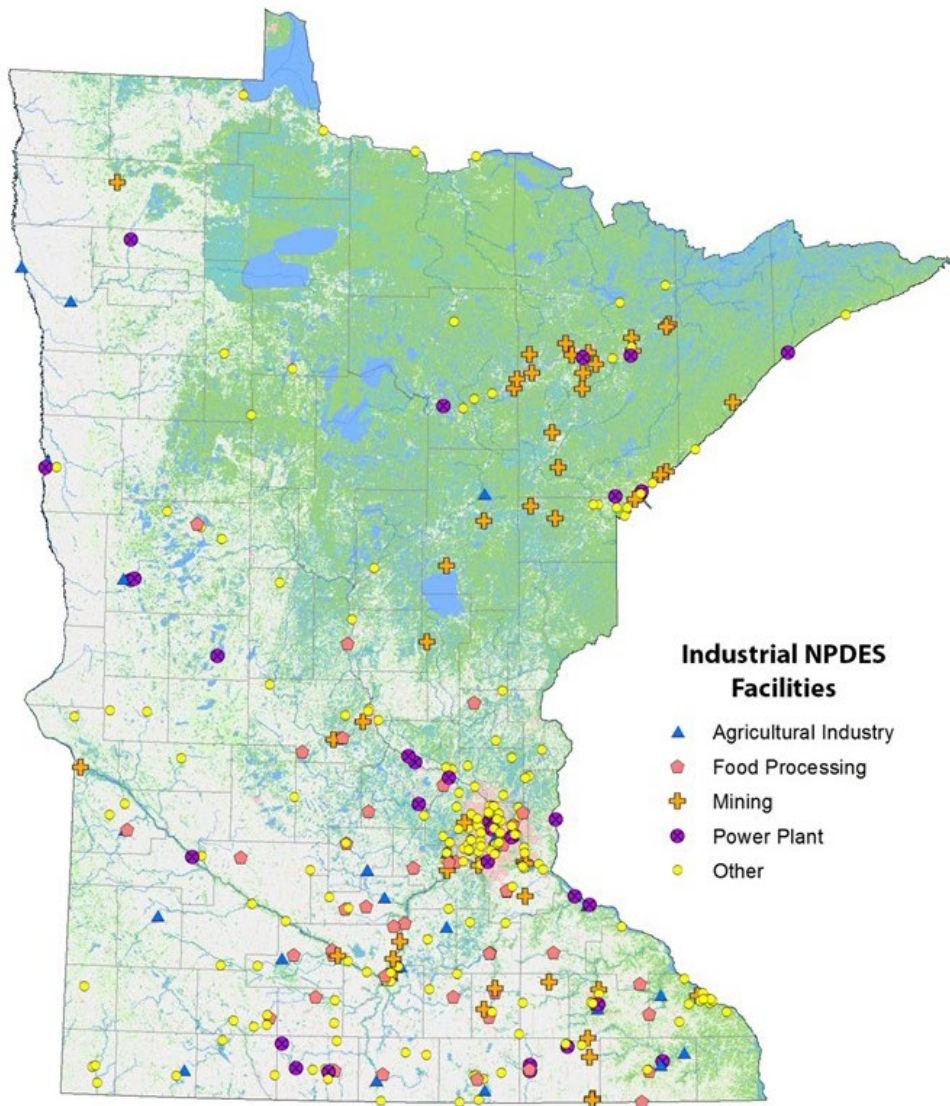 Industrial NPDES
Facilities
Agricultural Industry
Food Processing
Mining
Power Plant
Other